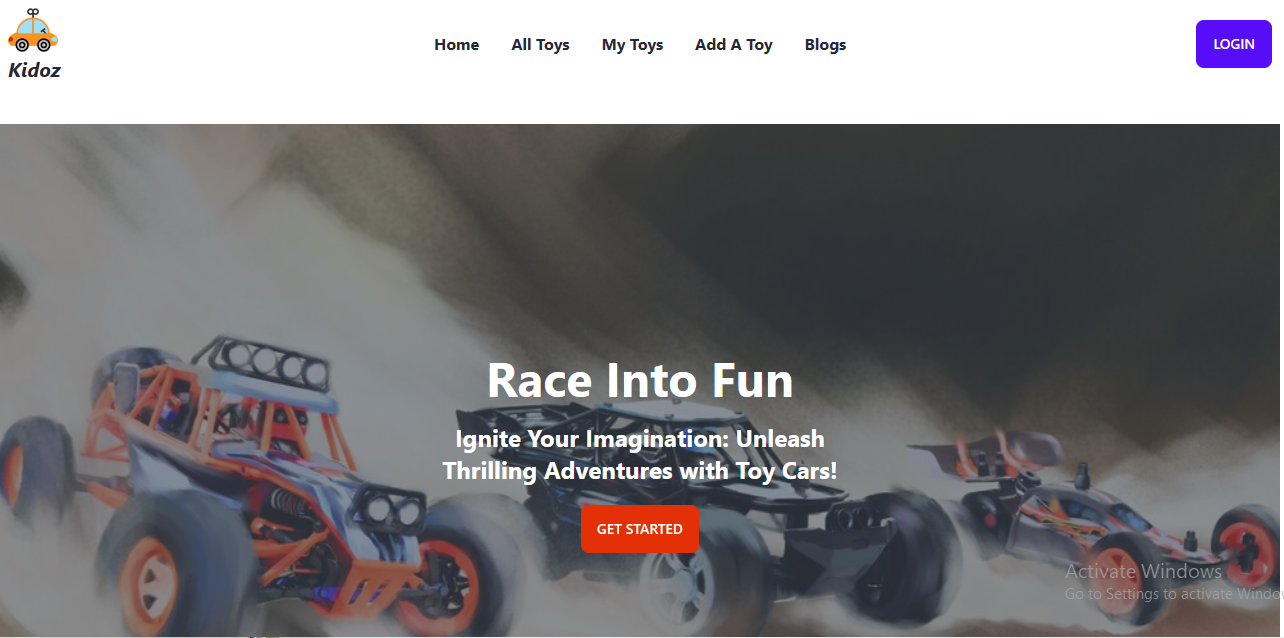 Kidoz
Home
All Toys
My Toys
Add A Toy
Blogs
LOGIN
Race Into Fun
Ignite Your Imagination: Unleash
Thrilling Adventures with Toy Cars!
GET STARTED
Activate Windows
Go to Settings to activate Windo